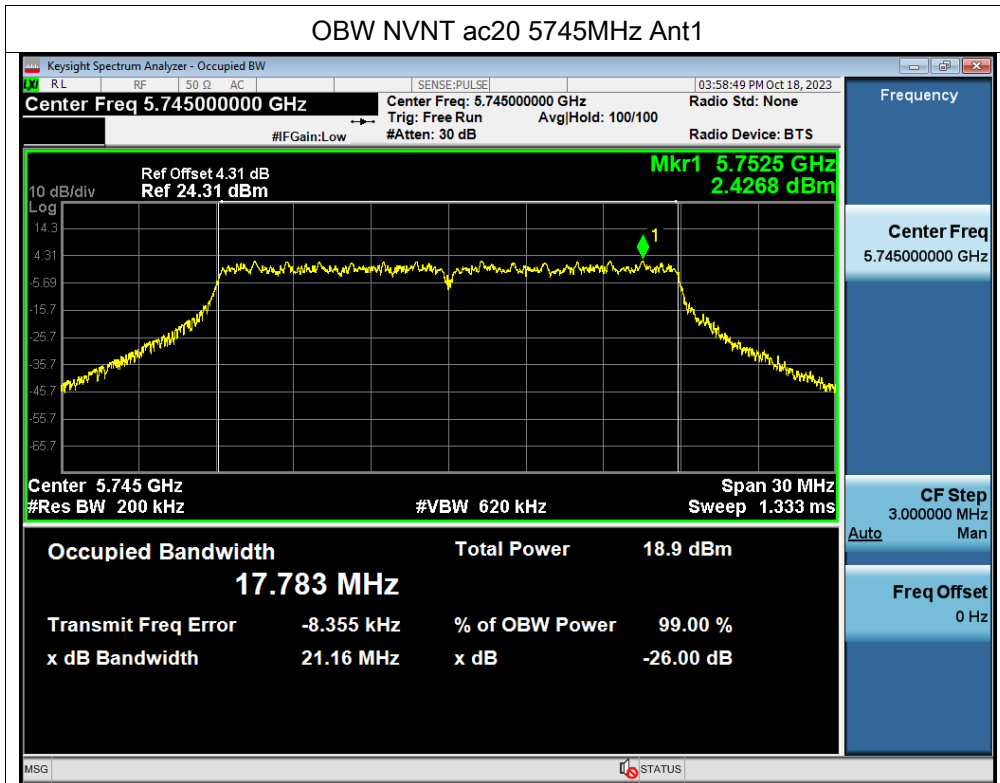 OBW NVNT ac20 5745MHz Ant1
Keysight Spectrum Analyzer - Occupied BW
LXI RL RF 50 Ω AC SENSE:PULSE 03:58:49 PM Oct 18, 2023
Center Freq 5.745000000 GHz Center Freq: 5.745000000 GHz Radio Std: None
Trig: Free Run Avg|Hold: 100/100
#IFGain:Low #Atten: 30 dB Radio Device: BTS
Frequency
Mkr1 5.7525 GHz
2.4268 dBm
Ref Offset 4.31 dB
10 dB/div Ref 24.31 dBm
Log
14.3
4.31
-5.69
-15.7
-25.7
-35.7
-45.7
-55.7
-65.7
1
Center 5.745 GHz Span 30 MHz
#Res BW 200 kHz #VBW 620 kHz Sweep 1.333 ms
Center Freq
5.745000000 GHz
CF Step
3.000000 MHz
Auto Man
Freq Offset
0 Hz
Occupied Bandwidth Total Power 18.9 dBm
17.783 MHz
Transmit Freq Error -8.355 kHz % of OBW Power 99.00 %
x dB Bandwidth 21.16 MHz x dB -26.00 dB
MSG STATUS